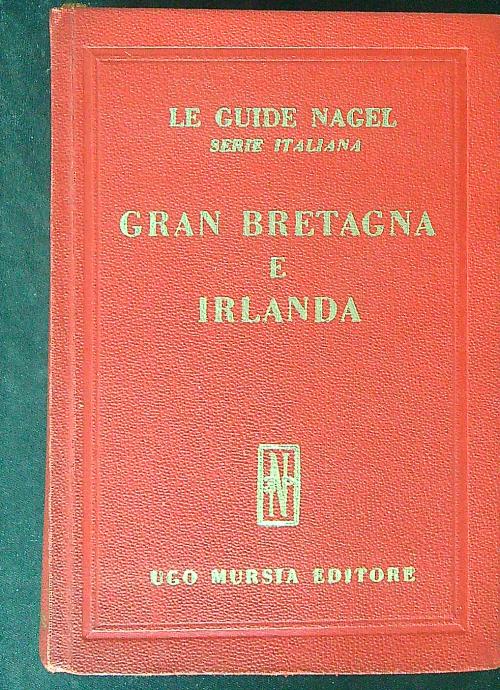 LE GUIDE NAGEL
SERIE ITALIANA
GRAN BRETAGNA
E
IRLANDA
N
UGO MURSIA EDITORE